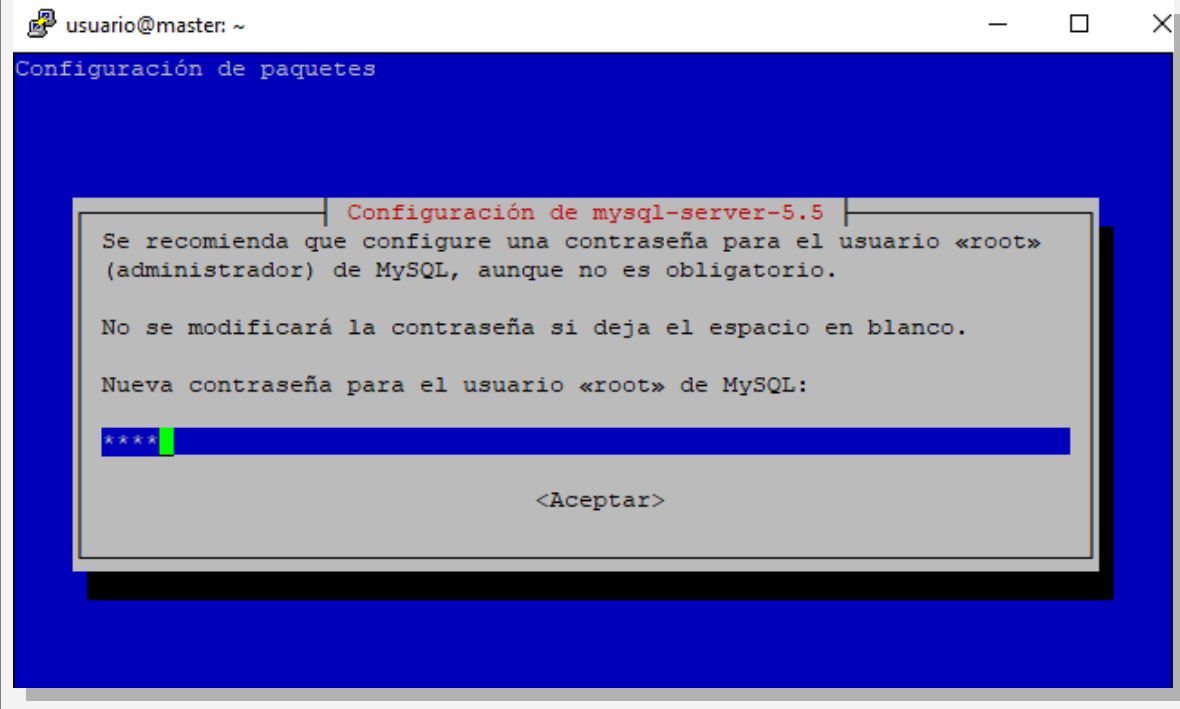 usuario@master: ~
Configuración de paquetes
Configuración de mysql-server-5.5
Se recomienda que configure una contraseña para el usuario «root»
(administrador) de MySQL, aunque no es obligatorio.
No se modificará la contraseña si deja el espacio en blanco.
Nueva contraseña para el usuario «root» de MySQL:
****
<Aceptar>